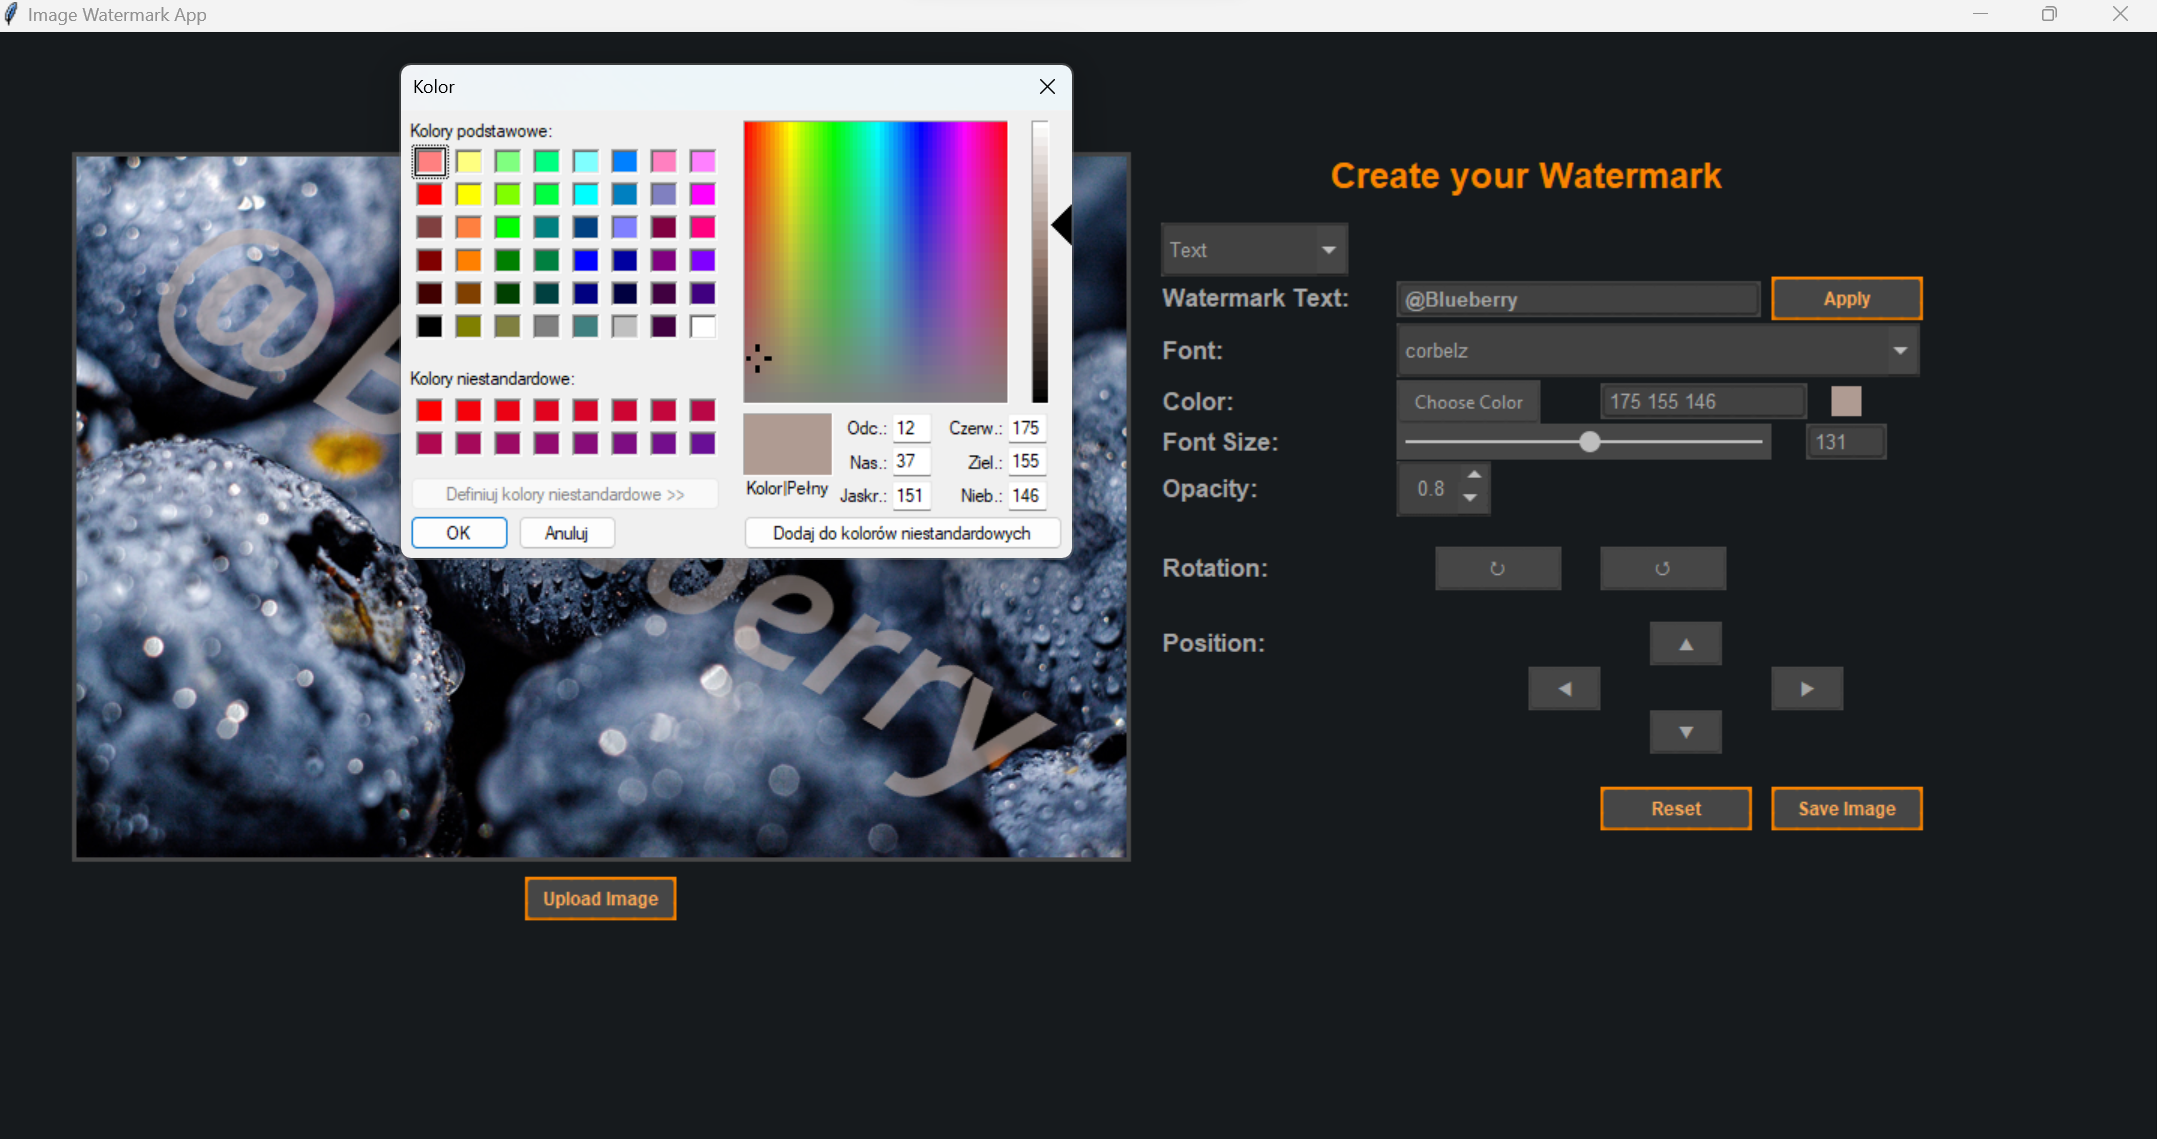 Image Watermark App
Kolor
Kolory podstawowe:
Kolory niestandardowe:
Definiuj kolory niestandardowe >>
OK
Anuluj
Kolor|Pełny
Odc.: 12
Nas.: 37
Jaskr.: 151
Czerw.: 175
Ziel.: 155
Nieb.: 146
Dodaj do kolorów niestandardowych
@B
berry
Upload Image
Create your Watermark
Text
Watermark Text: @Blueberry Apply
Font: corbelz
Color: Choose Color 175 155 146
Font Size: 131
Opacity: 0.8
Rotation: ↻ ↺
Position: ▲
◀ ▶
▼
Reset Save Image